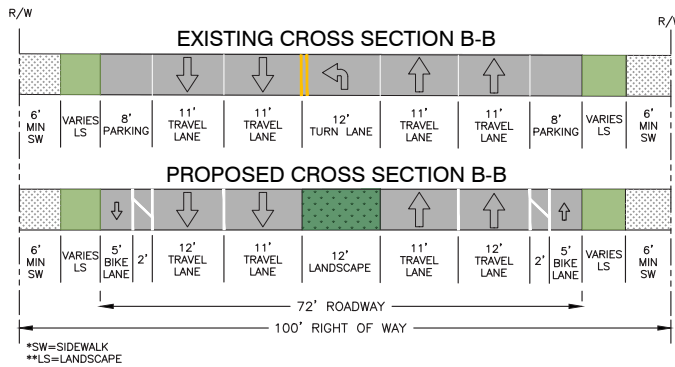 R/W
R/W
EXISTING CROSS SECTION B-B
6' MIN SW
VARIES LS
8' PARKING
11' TRAVEL LANE
11' TRAVEL LANE
12' TURN LANE
11' TRAVEL LANE
11' TRAVEL LANE
8' PARKING
VARIES LS
6' MIN SW
PROPOSED CROSS SECTION B-B
6' MIN SW
VARIES LS
5' BIKE LANE
2'
12' TRAVEL LANE
11' TRAVEL LANE
12' LANDSCAPE
11' TRAVEL LANE
12' TRAVEL LANE
2'
5' BIKE LANE
VARIES LS
6' MIN SW
72' ROADWAY
100' RIGHT OF WAY
*SW=SIDEWALK
**LS=LANDSCAPE